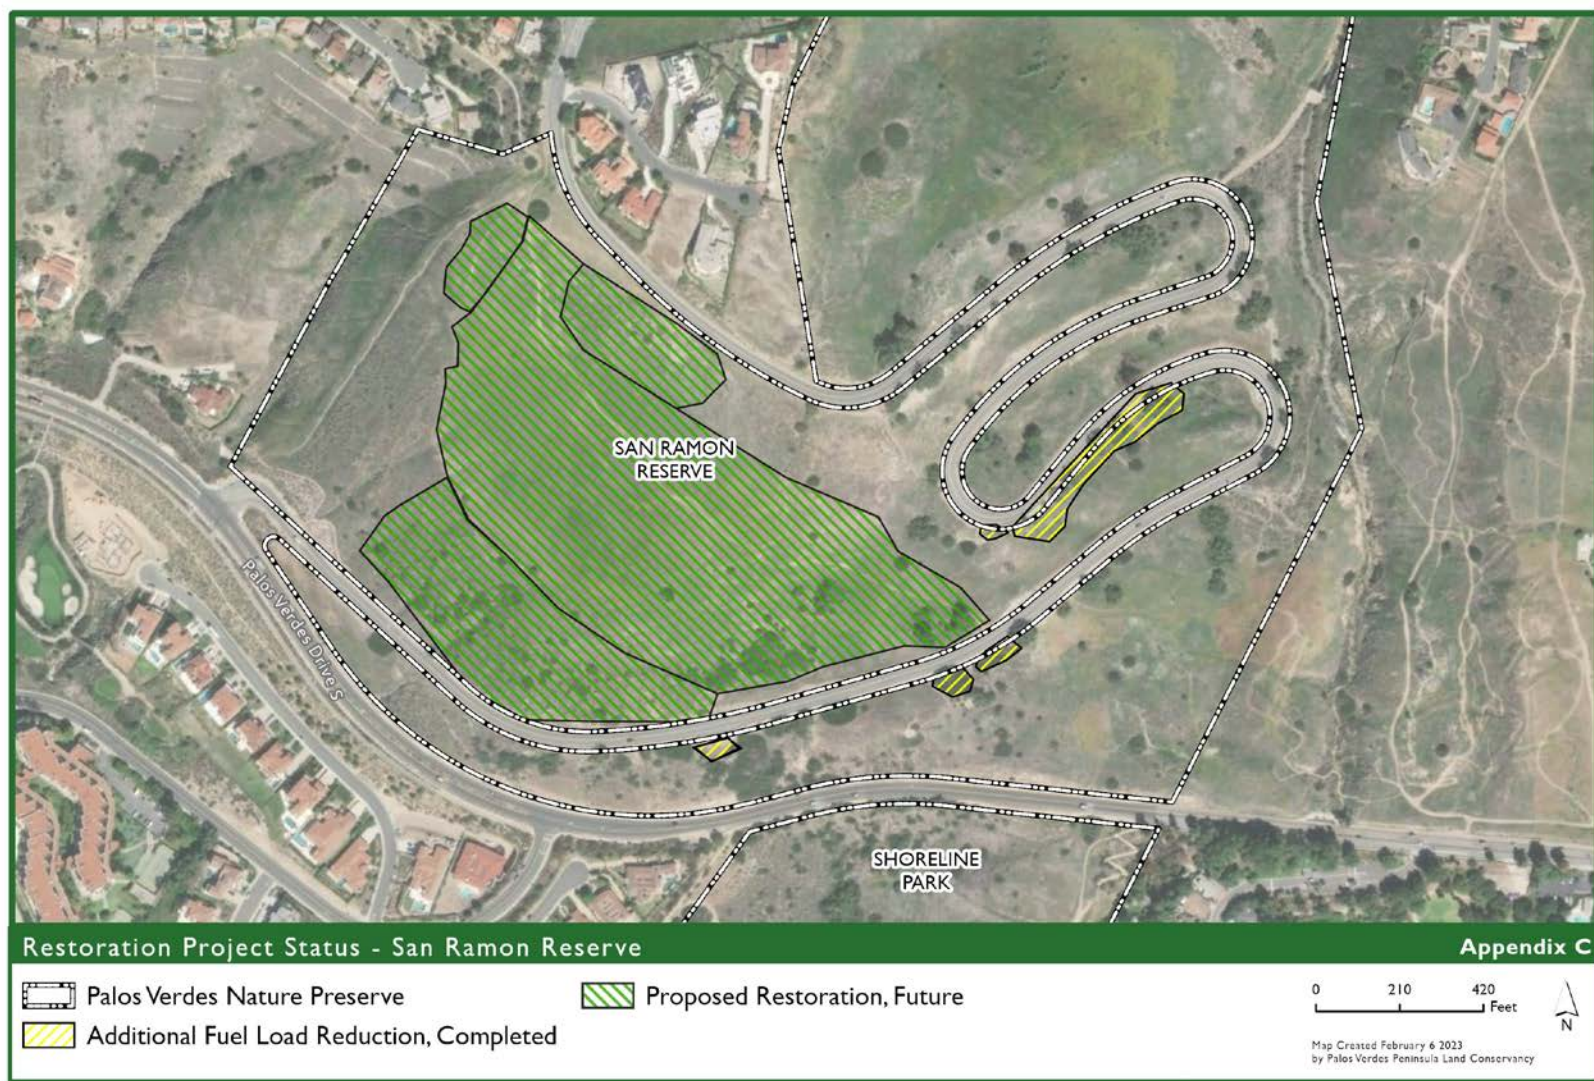 SAN RAMON
RESERVE
Palos Verdes Drive S
SHORELINE
PARK
Restoration Project Status - San Ramon Reserve
Appendix C
Palos Verdes Nature Preserve
Proposed Restoration, Future
Additional Fuel Load Reduction, Completed
0 210 420
Feet
N
Map Created February 6 2023
by Palos Verdes Peninsula Land Conservancy